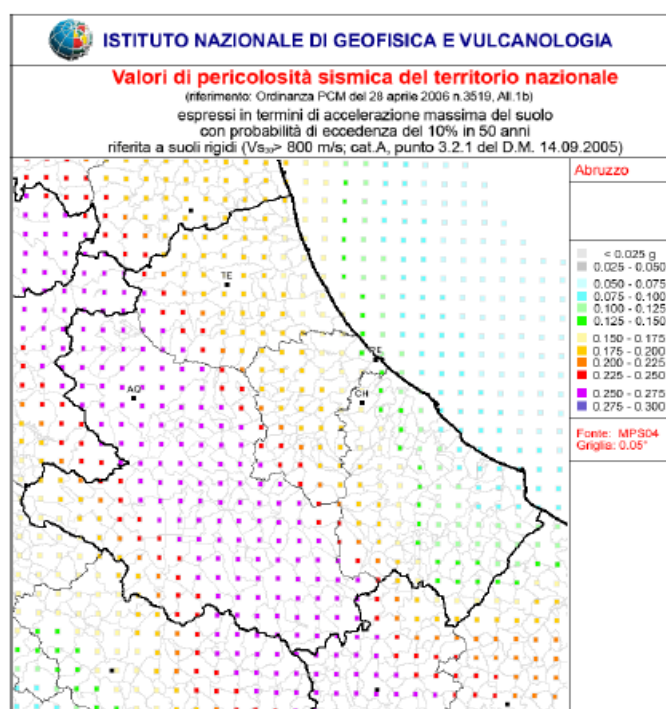 ISTITUTO NAZIONALE DI GEOFISICA E VULCANOLOGIA
Valori di pericolosità sismica del territorio nazionale
(riferimento: Ordinanza PCM del 28 aprile 2006 n.3519, All.1b)
espressi in termini di accelerazione massima del suolo
con probabilità di eccedenza del 10% in 50 anni
riferita a suoli rigidi (Vs₃₀> 800 m/s; cat.A, punto 3.2.1 del D.M. 14.09.2005)
Abruzzo
TE
PE
AQ
CH
< 0.025 g
0.025 - 0.050
0.050 - 0.075
0.075 - 0.100
0.100 - 0.125
0.125 - 0.150
0.150 - 0.175
0.175 - 0.200
0.200 - 0.225
0.225 - 0.250
0.250 - 0.275
0.275 - 0.300
Fonte: MPS04
Griglia: 0.05°